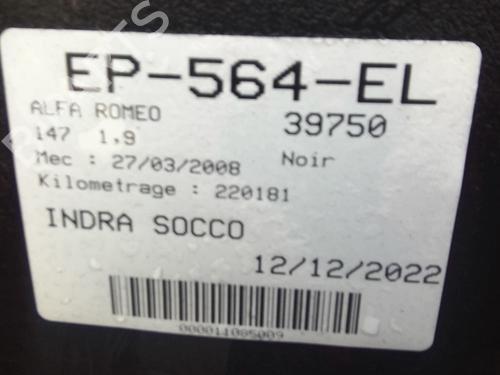 EP-564-EL
ALFA ROMEO 39750
147 1,9
Mec : 27/03/2008 Noir
Kilometrage : 220181
INDRA SOCCO
12/12/2022
000011085009